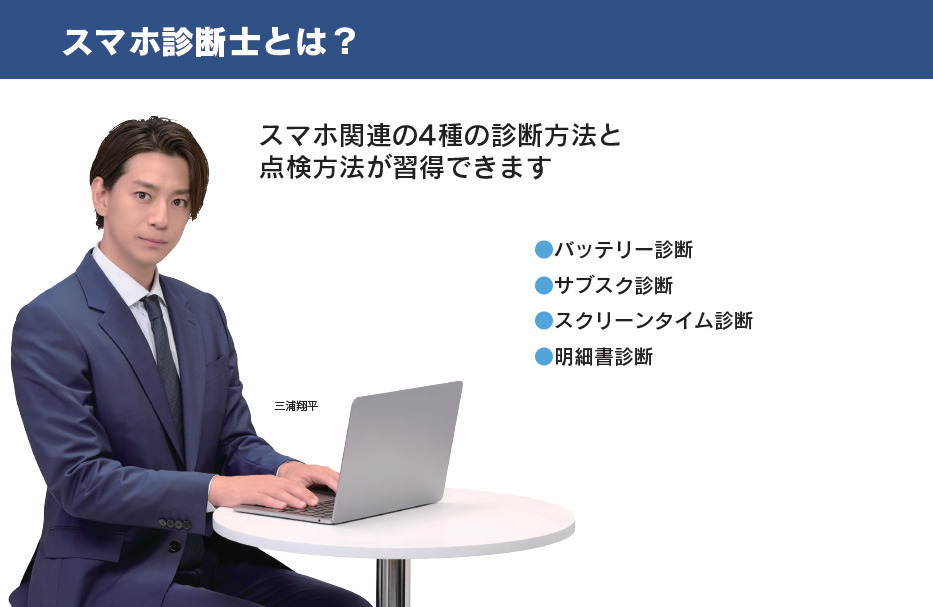 スマホ診断士とは？
スマホ関連の4種の診断方法と
点検方法が習得できます
●バッテリー診断
●サブスク診断
●スクリーンタイム診断
●明細書診断
三浦翔平